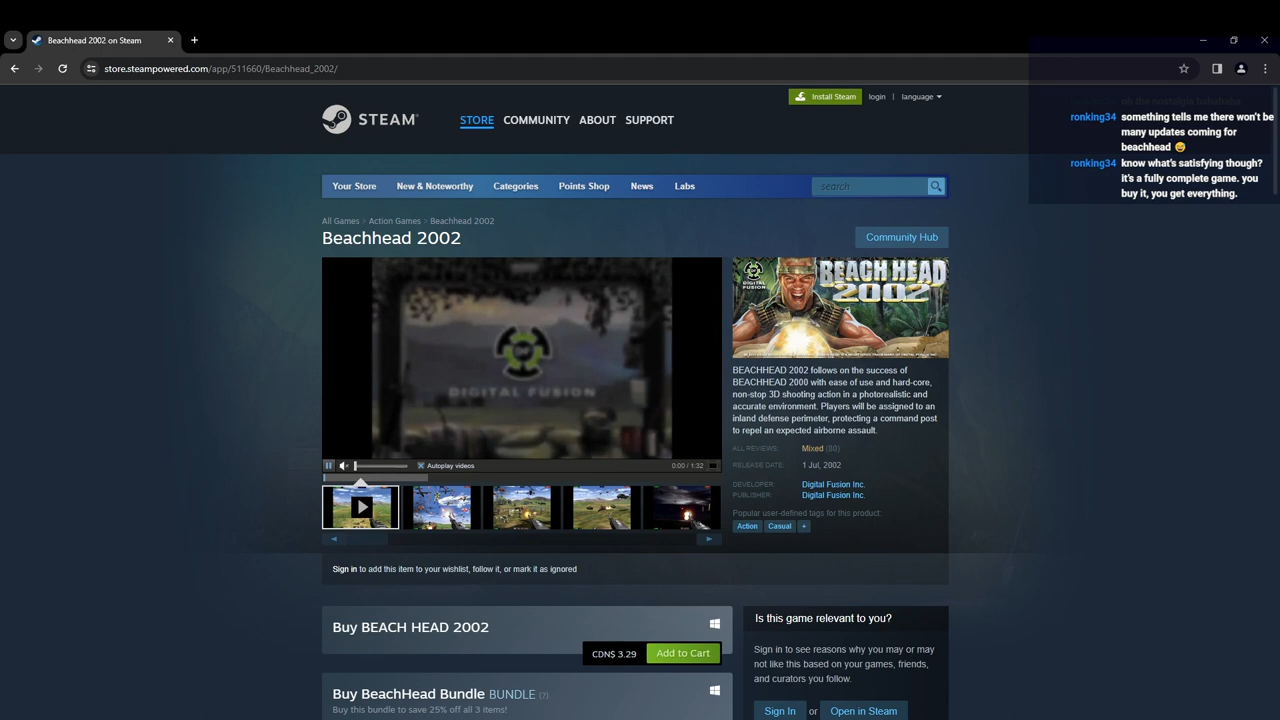 Beachhead 2002 on Steam
store.steampowered.com/app/511660/Beachhead_2002/
uh the nostalgia hahahaha
ronking34 something tells me there won't be
many updates coming for
beachhead 😅
ronking34 know what's satisfying though?
it's a fully complete game. you
buy it, you get everything.
Install Steam login | language
STEAM®
STORE COMMUNITY ABOUT SUPPORT
Your Store New & Noteworthy Categories Points Shop News Labs search
All Games > Action Games > Beachhead 2002
Beachhead 2002
Community Hub
DIGITAL FUSION
DIGITAL
FUSION
BEACH HEAD
2002
BEACHHEAD 2002 follows on the success of
BEACHHEAD 2000 with ease of use and hard-core,
non-stop 3D shooting action in a photorealistic and
accurate environment. Players will be assigned to an
inland defense perimeter, protecting a command post
to repel an expected airborne assault.
ALL REVIEWS: Mixed (80)
RELEASE DATE: 1 Jul, 2002
DEVELOPER: Digital Fusion Inc.
PUBLISHER: Digital Fusion Inc.
Popular user-defined tags for this product:
Action Casual +
Autoplay videos 0:00 / 1:32
Sign in to add this item to your wishlist, follow it, or mark it as ignored
Buy BEACH HEAD 2002
CDN$ 3.29 Add to Cart
Buy BeachHead Bundle BUNDLE (?)
Buy this bundle to save 25% off all 3 items!
Is this game relevant to you?
Sign in to see reasons why you may or may
not like this based on your games, friends,
and curators you follow.
Sign In or Open in Steam